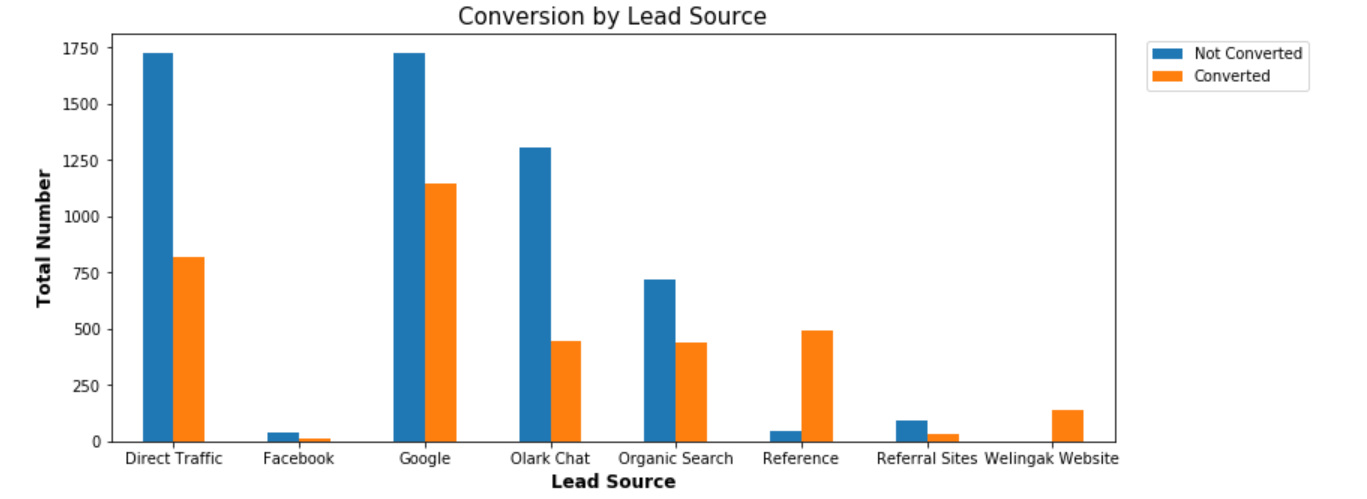 Conversion by Lead Source
Not Converted
Converted
Total Number
1750
1500
1250
1000
750
500
250
0
Direct Traffic Facebook Google Olark Chat Organic Search Reference Referral Sites Welingak Website
Lead Source